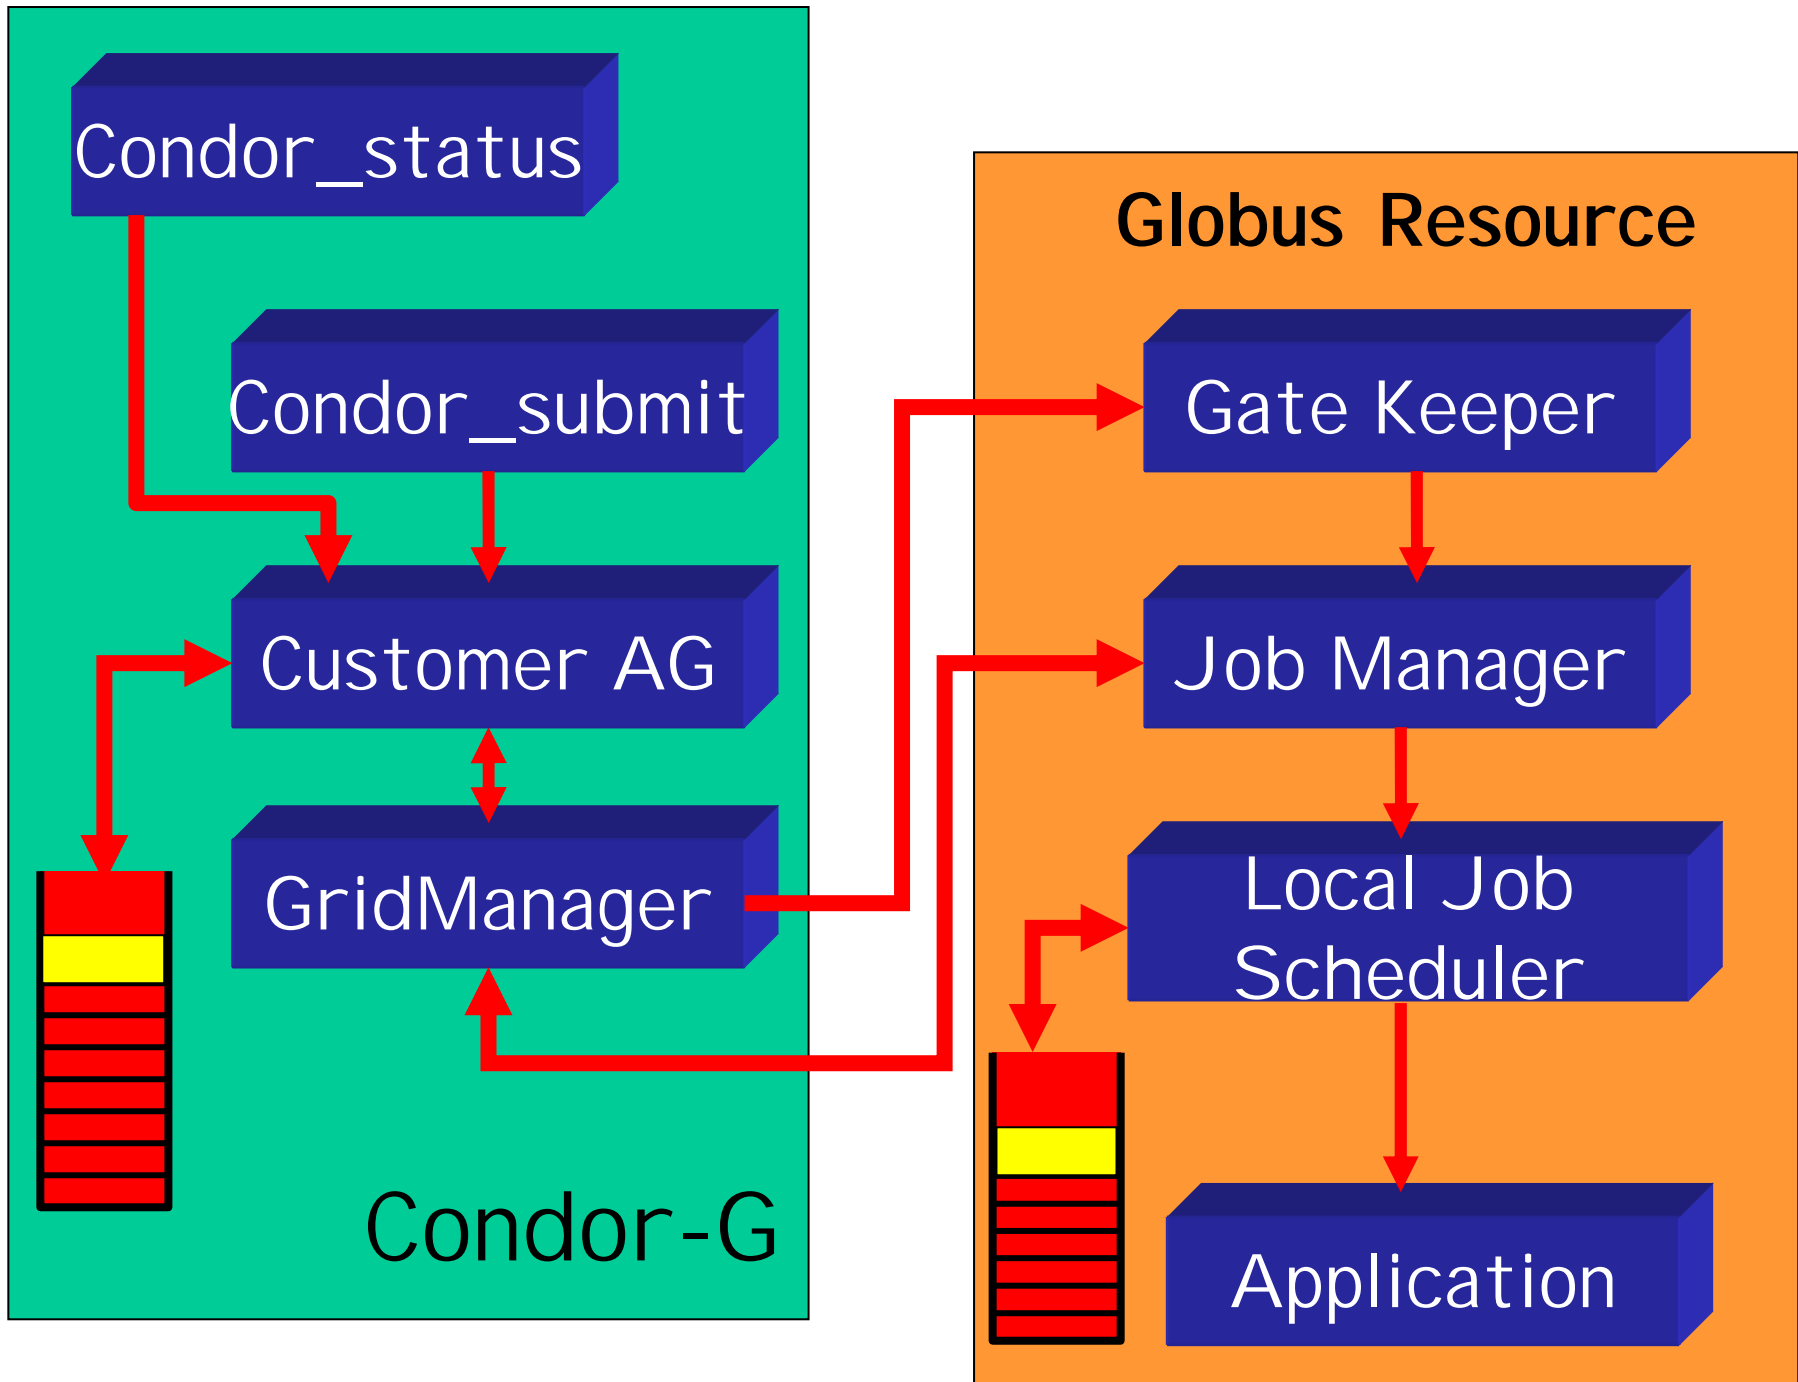 Condor_status
Condor_submit
Customer AG
GridManager
Condor-G
Globus Resource
Gate Keeper
Job Manager
Local Job
Scheduler
Application